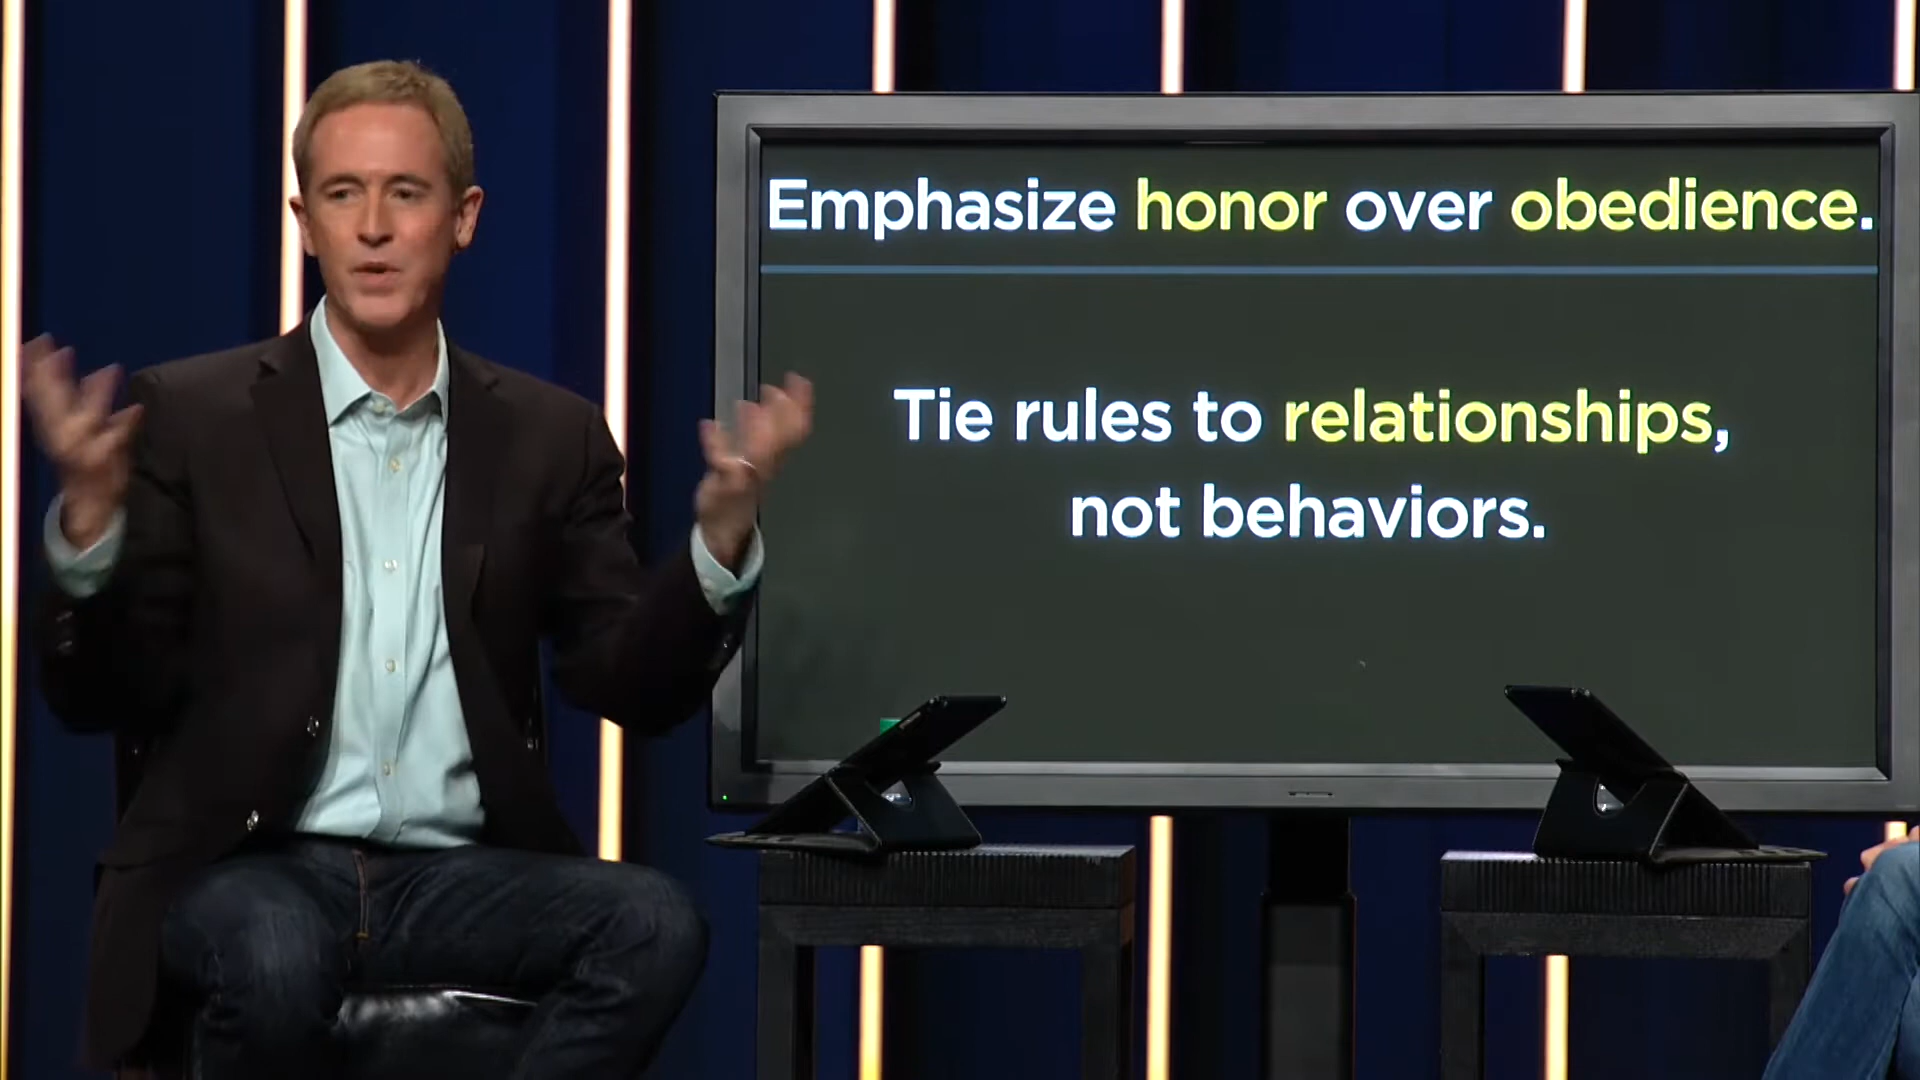 Emphasize honor over obedience.
Tie rules to relationships,
not behaviors.